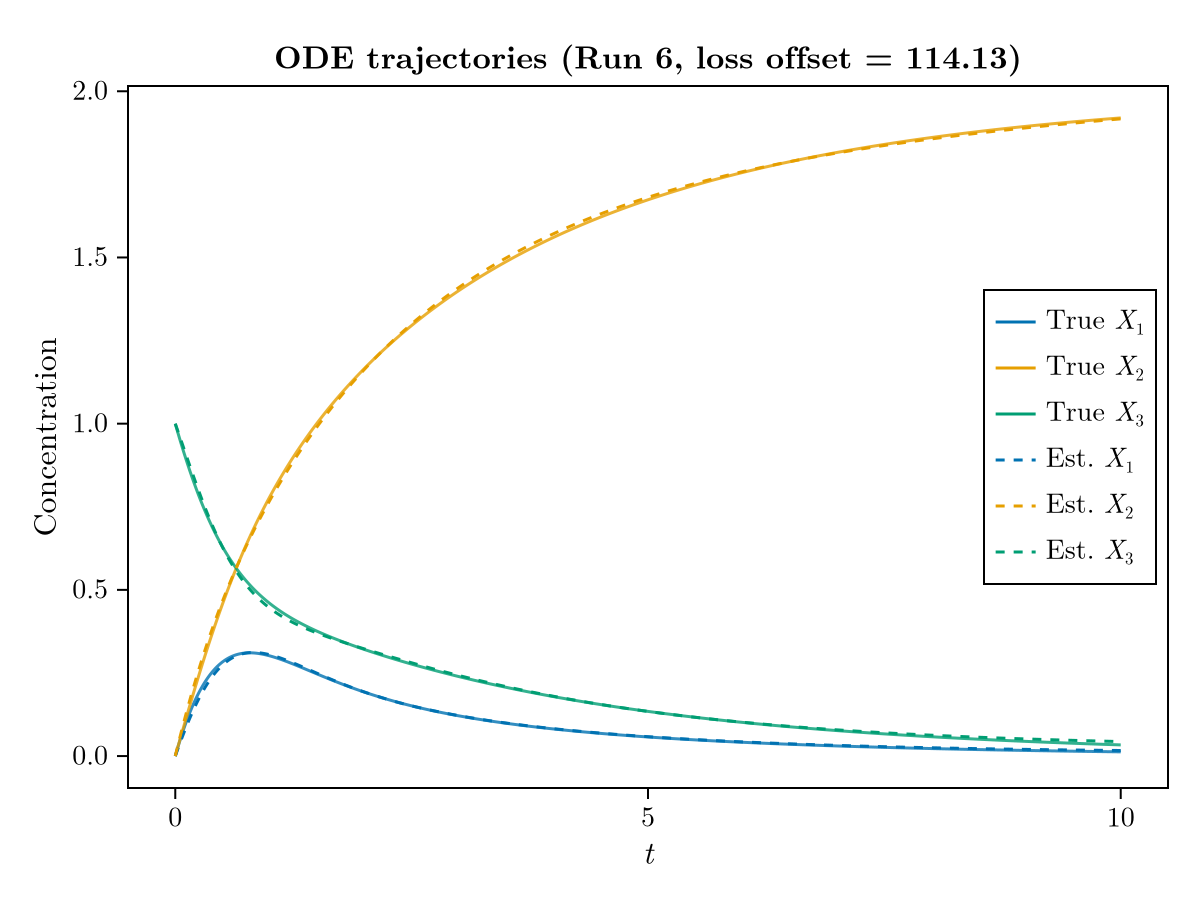 ODE trajectories (Run 6, loss offset = 114.13)
2.0
1.5
1.0
0.5
0.0
Concentration
0
5
10
t
True X₁
True X₂
True X₃
Est. X₁
Est. X₂
Est. X₃